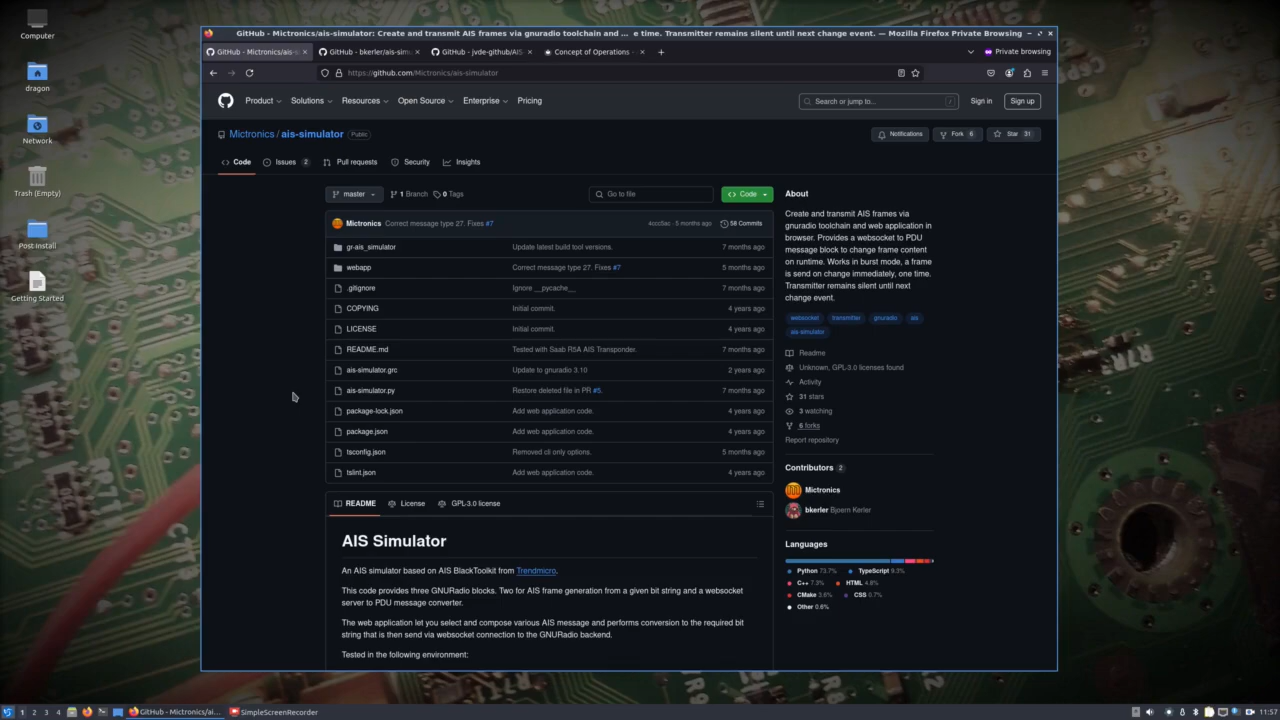 Computer
dragon
Network
Trash (Empty)
Post Install
Getting Started
GitHub - Mictronics/ais-simulator: Create and transmit AIS frames via gnuradio toolchain and ... e time. Transmitter remains silent until next change event. — Mozilla Firefox Private Browsing
GitHub - Mictronics/ais-
GitHub - bkerler/ais-simu
GitHub - jvde-github/AIS
Concept of Operations
Private browsing
https://github.com/Mictronics/ais-simulator
Product Solutions Resources Open Source Enterprise Pricing
Search or jump to... /
Sign in Sign up
Mictronics / ais-simulator Public
Notifications Fork 6 Star 31
Code Issues 2 Pull requests Security Insights
master 1 Branch 0 Tags Go to file Code
Mictronics Correct message type 27. Fixes #7 5 months ago 58 Commits
gr-ais_simulator Update latest build tool versions. 7 months ago
webapp Correct message type 27. Fixes #7 5 months ago
.gitignore Ignore __pycache__ 7 months ago
COPYING Initial commit. 4 years ago
LICENSE Initial commit. 4 years ago
README.md Tested with Saab R5A AIS Transponder. 7 months ago
ais-simulator.grc Update to gnuradio 3.10 2 years ago
ais-simulator.py Restore deleted file in PR #5. 7 months ago
package-lock.json Add web application code. 4 years ago
package.json Add web application code. 4 years ago
tsconfig.json Removed cli only options. 5 months ago
tslint.json Add web application code. 4 years ago
README License GPL-3.0 license
AIS Simulator
An AIS simulator based on AIS BlackToolkit from Trendmicro.
This code provides three GNURadio blocks. Two for AIS frame generation from a given bit string and a websocket
server to PDU message converter.
The web application let you select and compose various AIS message and performs conversion to the required bit
string that is then send via websocket connection to the GNURadio backend.
Tested in the following environment:
About
Create and transmit AIS frames via
gnuradio toolchain and web application in
browser. Provides a websocket to PDU
message block to change frame content
on runtime. Works in burst mode, a frame
is send on change immediately, one time.
Transmitter remains silent until next
change event.
websocket transmitter gnuradio ais
ais-simulator
Readme
Unknown, GPL-3.0 licenses found
Activity
31 stars
3 watching
6 forks
Report repository
Contributors 2
Mictronics
bkerler Bjoern Kerler
Languages
Python 73.7% TypeScript 9.3%
C++ 7.3% HTML 4.8%
CMake 3.6% CSS 0.7%
Other 0.6%
1 2 3 4
GitHub - Mictronics/ai...
SimpleScreenRecorder
11:57